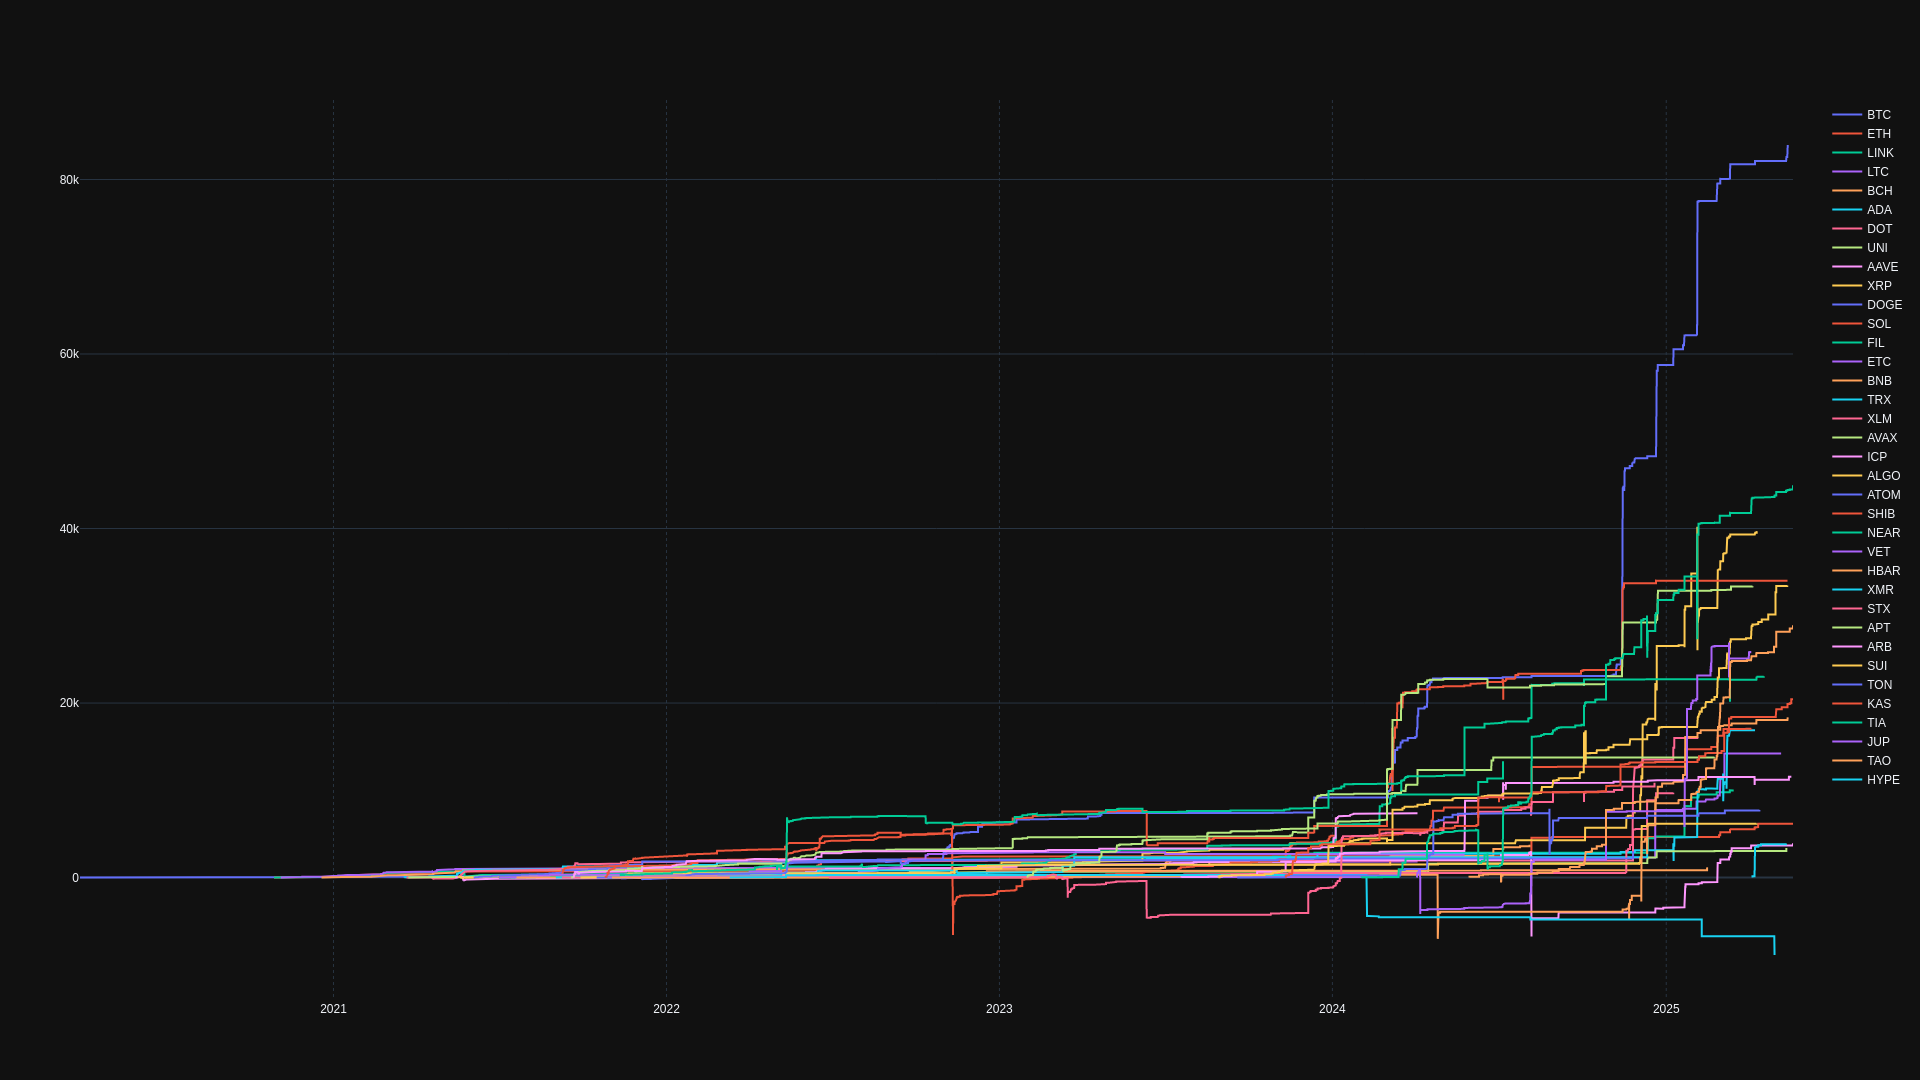 80k
60k
40k
20k
0
2021
2022
2023
2024
2025
BTC
ETH
LINK
LTC
BCH
ADA
DOT
UNI
AAVE
XRP
DOGE
SOL
FIL
ETC
BNB
TRX
XLM
AVAX
ICP
ALGO
ATOM
SHIB
NEAR
VET
HBAR
XMR
STX
APT
ARB
SUI
TON
KAS
TIA
JUP
TAO
HYPE